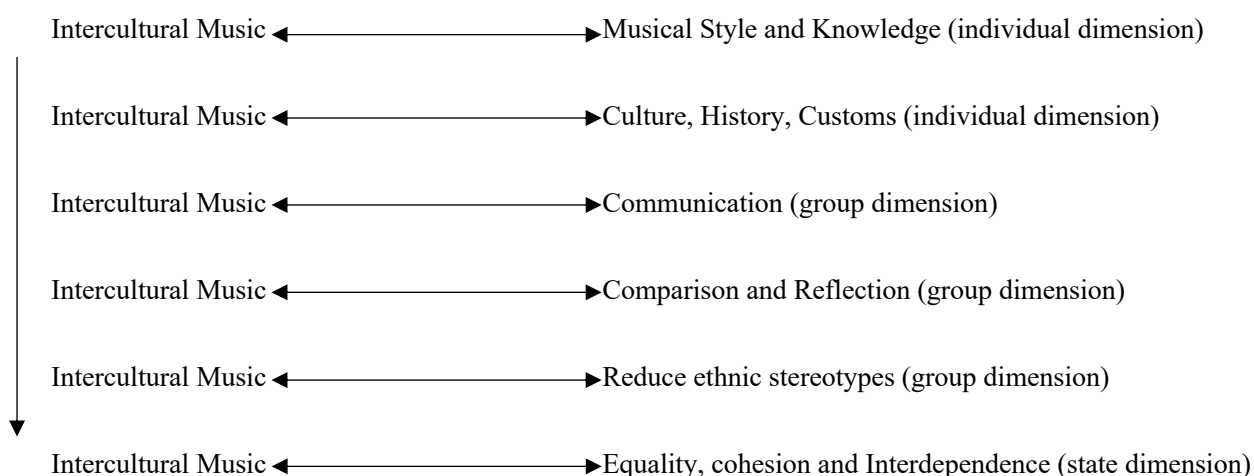 Intercultural Music Musical Style and Knowledge (individual dimension)
Intercultural Music Culture, History, Customs (individual dimension)
Intercultural Music Communication (group dimension)
Intercultural Music Comparison and Reflection (group dimension)
Intercultural Music Reduce ethnic stereotypes (group dimension)
Intercultural Music Equality, cohesion and Interdependence (state dimension)